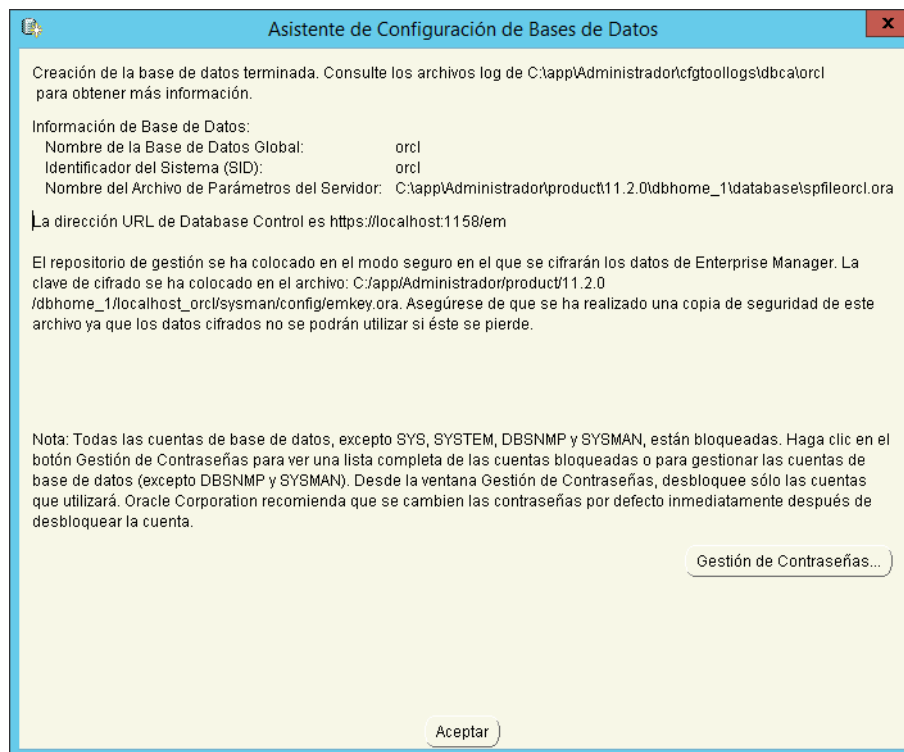 Asistente de Configuración de Bases de Datos
x
Creación de la base de datos terminada. Consulte los archivos log de C:\app\Administrador\cfgtoollogs\dbca\orcl
para obtener más información.
Información de Base de Datos:
Nombre de la Base de Datos Global: orcl
Identificador del Sistema (SID): orcl
Nombre del Archivo de Parámetros del Servidor: C:\app\Administrador\product\11.2.0\dbhome_1\database\spfileorcl.ora
La dirección URL de Database Control es https://localhost:1158/em
El repositorio de gestión se ha colocado en el modo seguro en el que se cifrarán los datos de Enterprise Manager. La
clave de cifrado se ha colocado en el archivo: C:/app/Administrador/product/11.2.0
/dbhome_1/localhost_orcl/sysman/config/emkey.ora. Asegúrese de que se ha realizado una copia de seguridad de este
archivo ya que los datos cifrados no se podrán utilizar si éste se pierde.
Nota: Todas las cuentas de base de datos, excepto SYS, SYSTEM, DBSNMP y SYSMAN, están bloqueadas. Haga clic en el
botón Gestión de Contraseñas para ver una lista completa de las cuentas bloqueadas o para gestionar las cuentas de
base de datos (excepto DBSNMP y SYSMAN). Desde la ventana Gestión de Contraseñas, desbloquee sólo las cuentas
que utilizará. Oracle Corporation recomienda que se cambien las contraseñas por defecto inmediatamente después de
desbloquear la cuenta.
Gestión de Contraseñas...
Aceptar